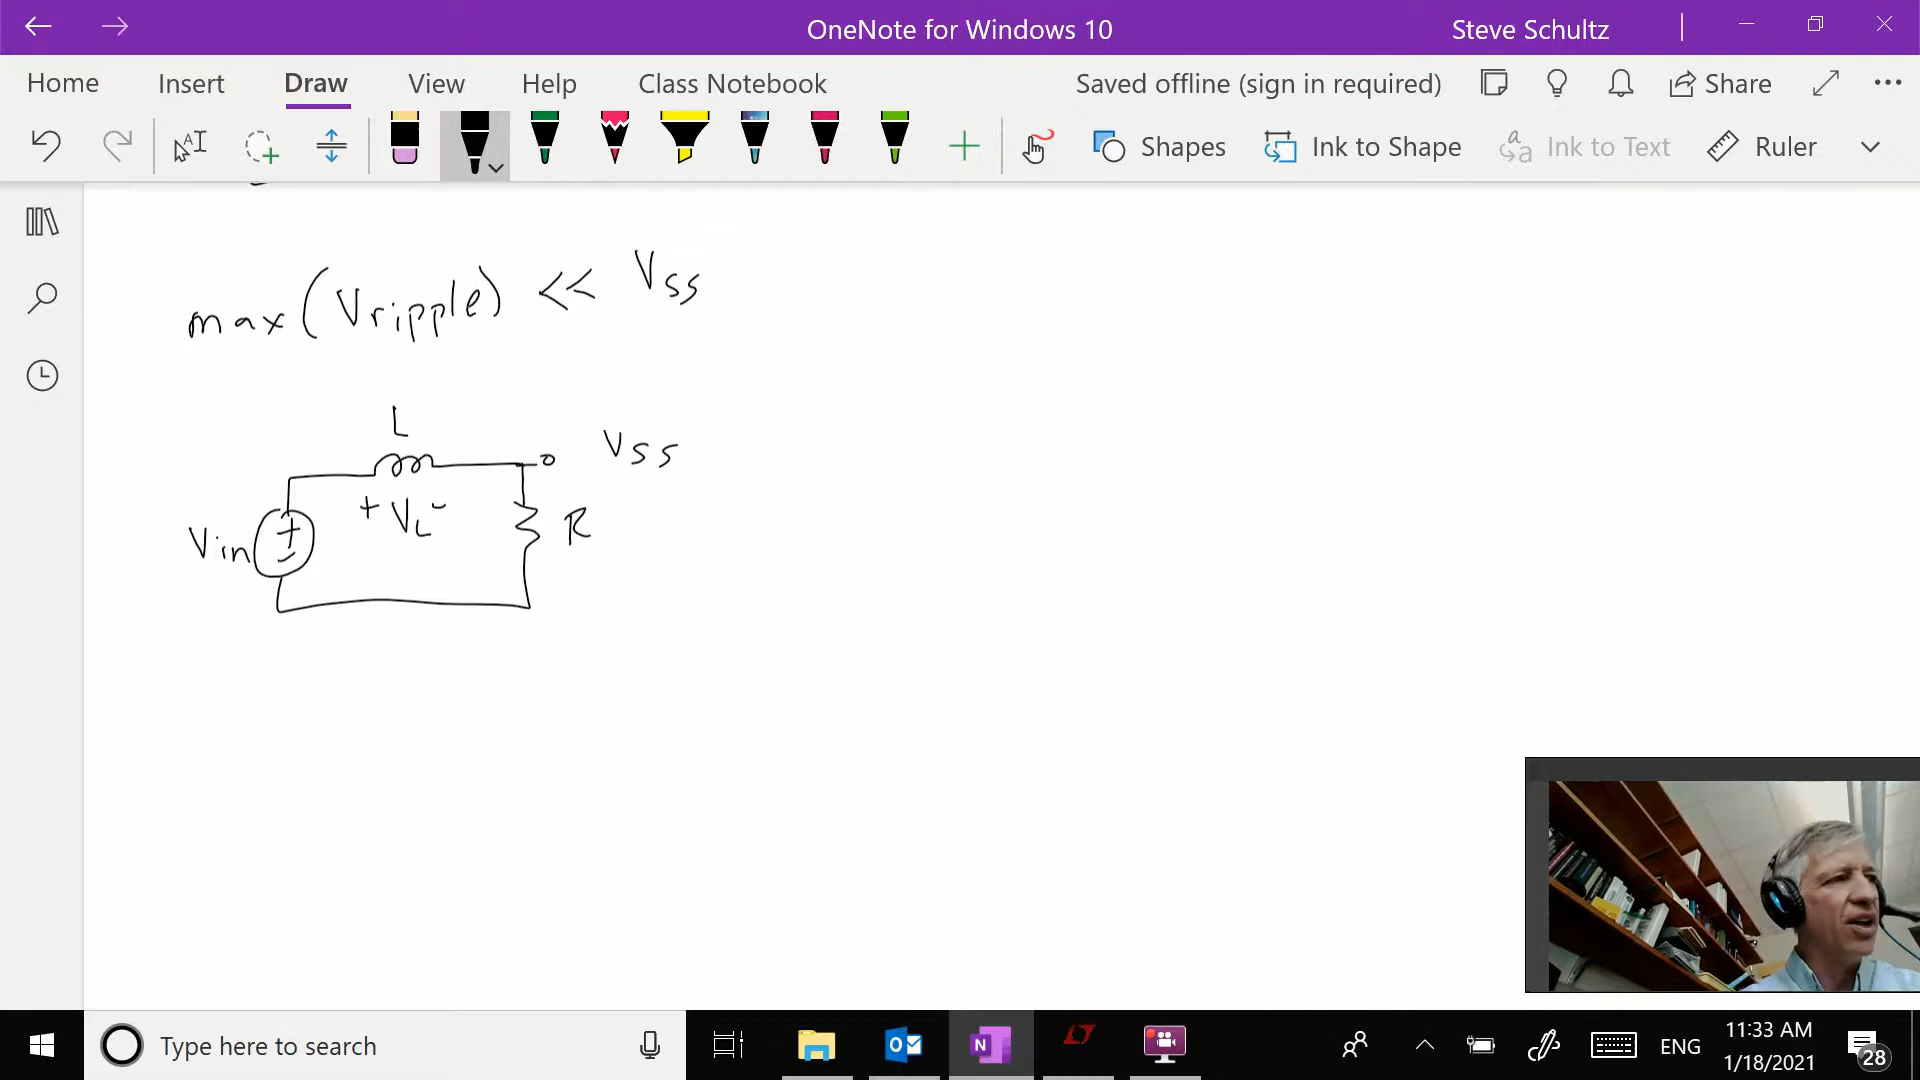 OneNote for Windows 10
Steve Schultz
Home Insert Draw View Help Class Notebook
Saved offline (sign in required) Share
Shapes Ink to Shape Ink to Text Ruler
max(Vripple) << Vss
L
Vss
+ VL -
Vin
+
-
R
Type here to search
ENG
11:33 AM
1/18/2021
28